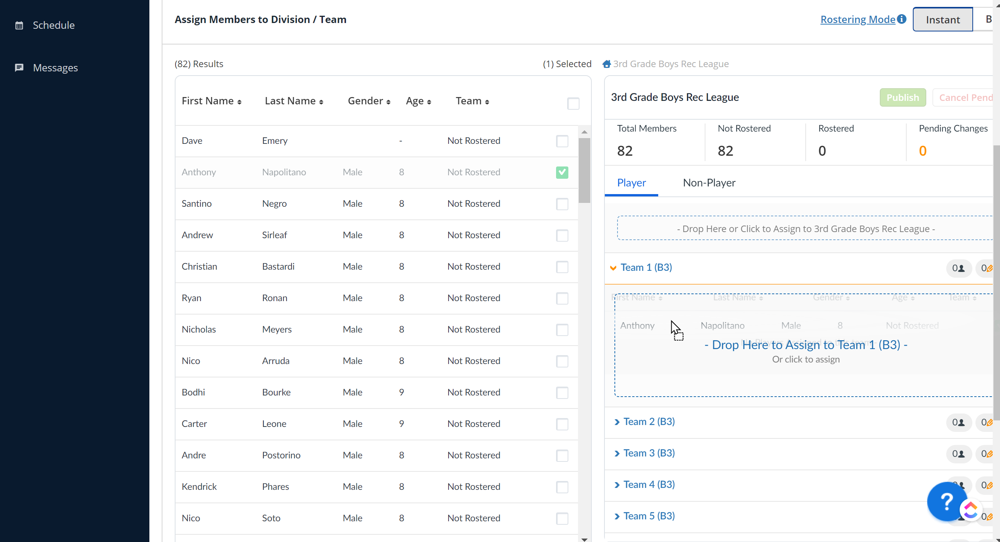 Schedule
Messages
Assign Members to Division / Team
Rostering Mode
Instant
B
(82) Results
(1) Selected
3rd Grade Boys Rec League
First Name Last Name Gender Age Team
Dave Emery - Not Rostered
Anthony Napolitano Male 8 Not Rostered
Santino Negro Male 8 Not Rostered
Andrew Sirleaf Male 8 Not Rostered
Christian Bastardi Male 8 Not Rostered
Ryan Ronan Male 8 Not Rostered
Nicholas Meyers Male 8 Not Rostered
Nico Arruda Male 8 Not Rostered
Bodhi Bourke Male 9 Not Rostered
Carter Leone Male 9 Not Rostered
Andre Postorino Male 8 Not Rostered
Kendrick Phares Male 8 Not Rostered
Nico Soto Male 8 Not Rostered
3rd Grade Boys Rec League
Publish
Cancel Pend
Total Members Not Rostered Rostered Pending Changes
82 82 0 0
Player Non-Player
- Drop Here or Click to Assign to 3rd Grade Boys Rec League -
Team 1 (B3) 0 0
First Name Last Name Gender Age Team
Anthony Napolitano Male 8 Not Rostered
No Players Assigned to this team -
- Drop Here to Assign to Team 1 (B3) -
Or click to assign
Team 2 (B3) 0 0
Team 3 (B3) 0 0
Team 4 (B3) 0 0
?
Team 5 (B3) 0